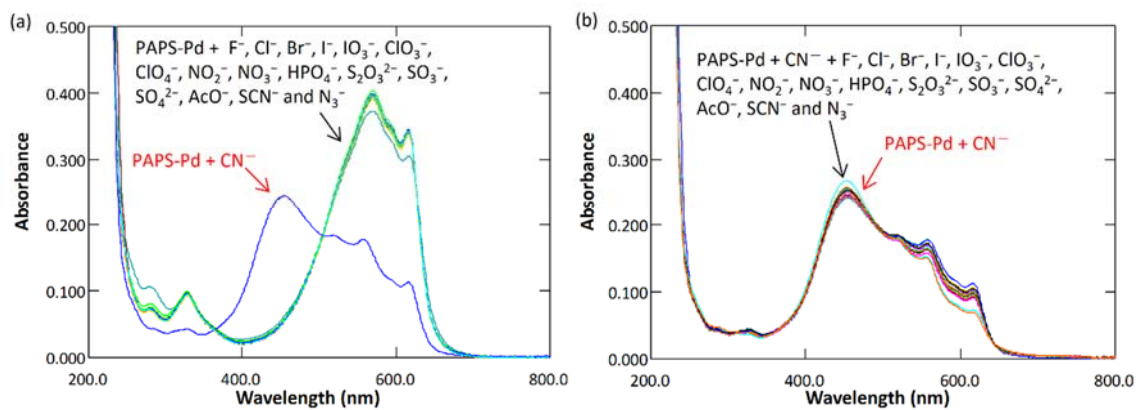 (a)
0.500
0.400
0.300
0.200
0.100
0.000
Absorbance
200.0 400.0 600.0 800.0
Wavelength (nm)
PAPS-Pd + F⁻, Cl⁻, Br⁻, I⁻, IO₃⁻, ClO₃⁻,
ClO₄⁻, NO₂⁻, NO₃⁻, HPO₄⁻, S₂O₃²⁻, SO₃⁻,
SO₄²⁻, AcO⁻, SCN⁻ and N₃⁻
PAPS-Pd + CN⁻
(b)
0.500
0.400
0.300
0.200
0.100
0.000
Absorbance
200.0 400.0 600.0 800.0
Wavelength (nm)
PAPS-Pd + CN⁻ + F⁻, Cl⁻, Br⁻, I⁻, IO₃⁻, ClO₃⁻,
ClO₄⁻, NO₂⁻, NO₃⁻, HPO₄⁻, S₂O₃²⁻, SO₃⁻, SO₄²⁻,
AcO⁻, SCN⁻ and N₃⁻
PAPS-Pd + CN⁻